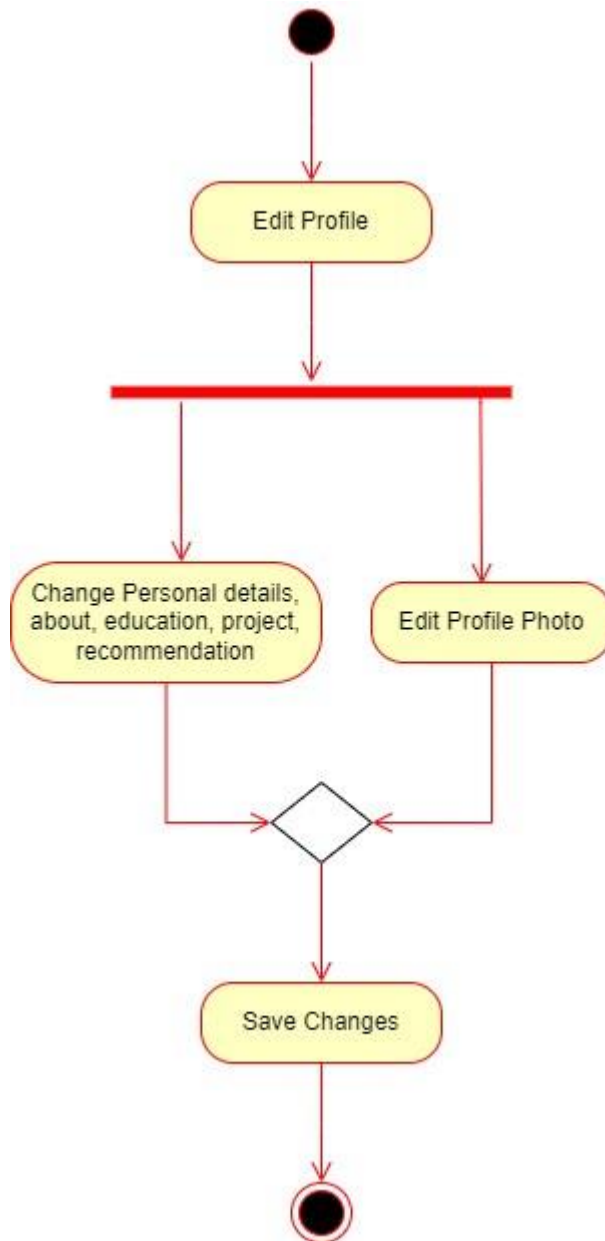 Edit Profile
Change Personal details,
about, education, project,
recommendation
Edit Profile Photo
Save Changes